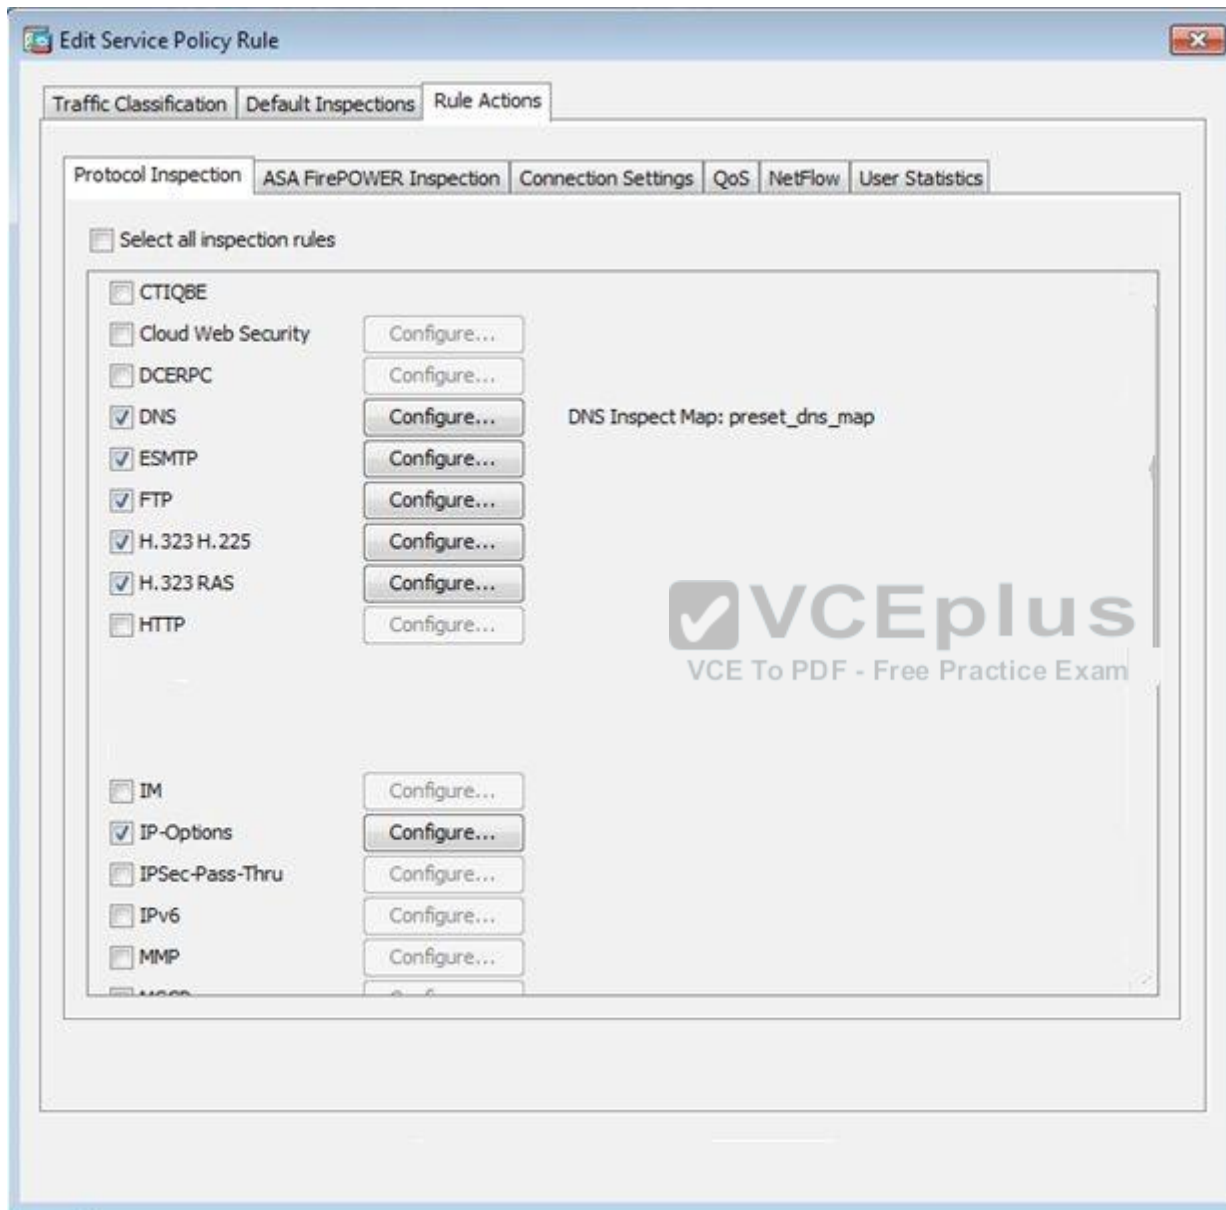 Edit Service Policy Rule
Traffic Classification Default Inspections Rule Actions
Protocol Inspection ASA FirePOWER Inspection Connection Settings QoS NetFlow User Statistics
Select all inspection rules
CTIQBE
Cloud Web Security Configure...
DCERPC Configure...
DNS Configure... DNS Inspect Map: preset_dns_map
ESMTP Configure...
FTP Configure...
H.323 H.225 Configure...
H.323 RAS Configure...
HTTP Configure...
VCEplus
VCE To PDF - Free Practice Exam
IM Configure...
IP-Options Configure...
IPSec-Pass-Thru Configure...
IPv6 Configure...
MMP Configure...